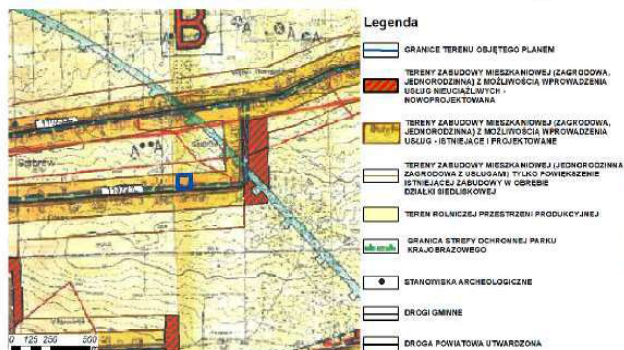 B
Legenda
GRANICE TERENU OBJĘTEGO PLANEM
TERENY ZABUDOWY MIESZKANIOWEJ (ZAGRODOWA,
JEDNORODZINNA) Z MOŻLIWOŚCIĄ WPROWADZENIA
USŁUG NIEUCIĄŻLIWYCH -
NOWOPROJEKTOWANA
TERENY ZABUDOWY MIESZKANIOWEJ (ZAGRODOWA,
JEDNORODZINNA) Z MOŻLIWOŚCIĄ WPROWADZENIA
USŁUG - ISTNIEJĄCE I PROJEKTOWANE
TERENY ZABUDOWY MIESZKANIOWEJ (JEDNORODZINNA
ZAGRODOWA Z USŁUGAMI) TYLKO POWIĘKSZENIE
ISTNIEJĄCEJ ZABUDOWY W OBRĘBIE
DZIAŁKI SIEDLISKOWEJ
TEREN ROLNICZEJ PRZESTRZENI PRODUKCYJNEJ
GRANICA STREFY OCHRONNEJ PARKU
KRAJOBRAZOWEGO
STANOWISKA ARCHEOLOGICZNE
DROGI GMINNE
DROGA POWIATOWA UTWARDZONA
0 125 250 500